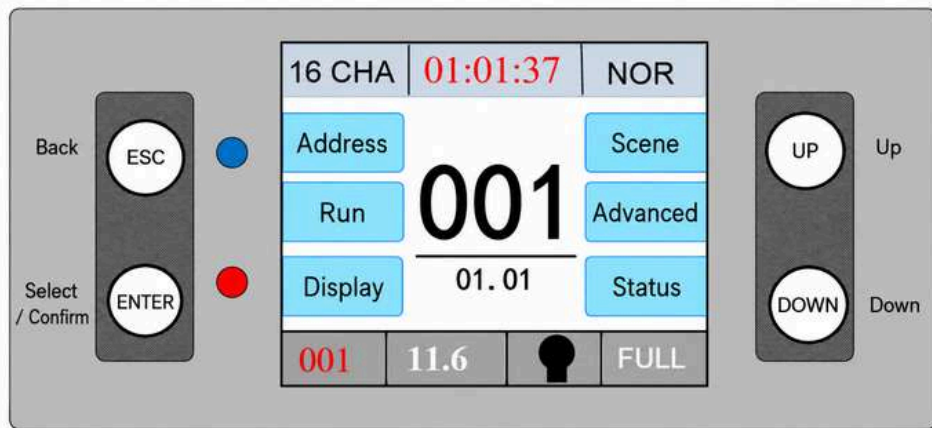 16 CHA 01:01:37 NOR
Back
ESC
Address
Scene
UP
Up
001
Run
Advanced
01.01
Select
/ Confirm
ENTER
Display
Status
DOWN
Down
001 11.6 FULL